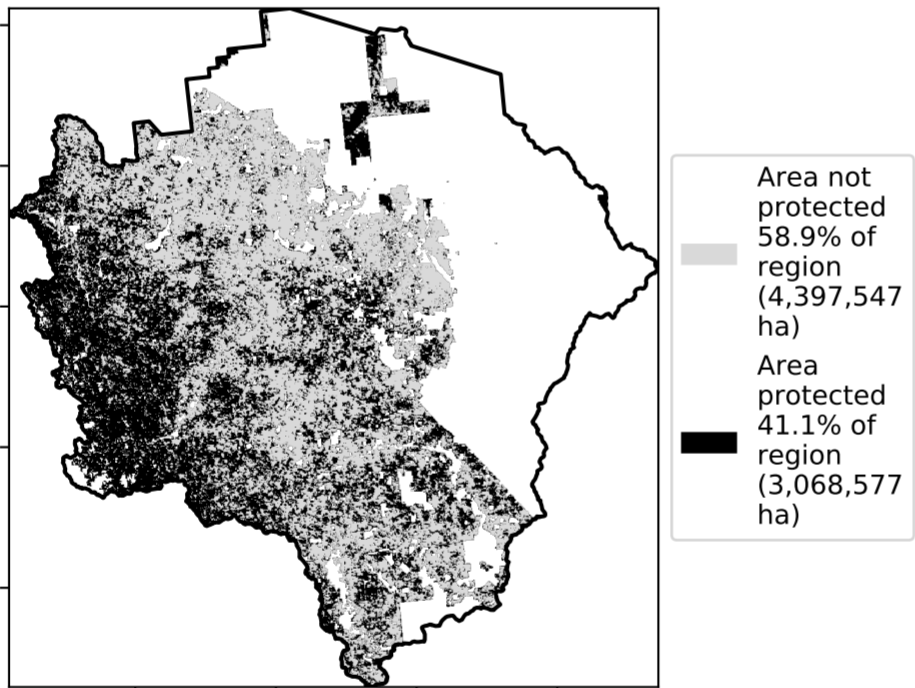 Area not
protected
58.9% of
region
(4,397,547
ha)
Area
protected
41.1% of
region
(3,068,577
ha)